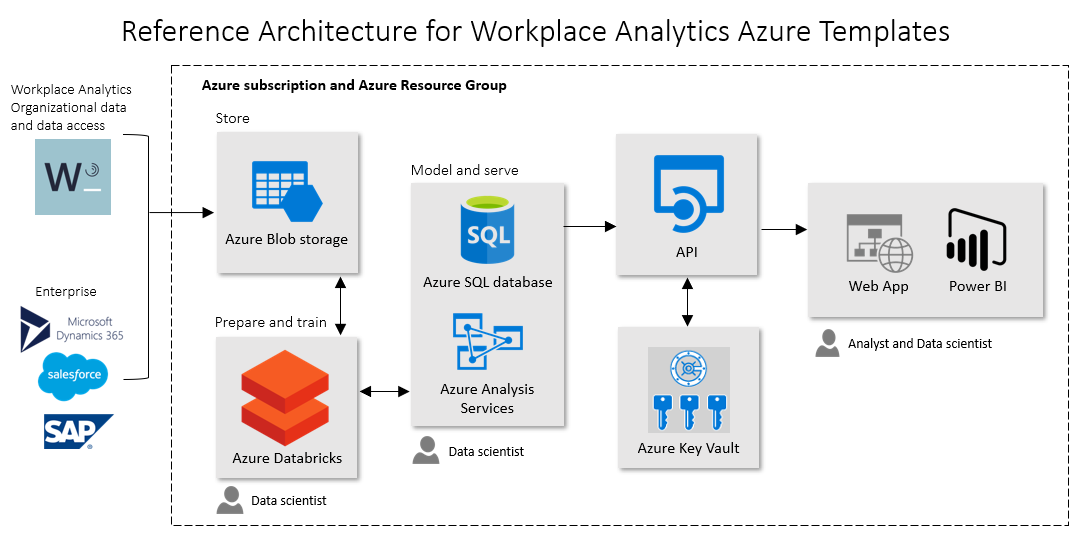 Reference Architecture for Workplace Analytics Azure Templates
Workplace Analytics
Organizational data
and data access
W
Enterprise
Microsoft
Dynamics 365
salesforce
SAP
Azure subscription and Azure Resource Group
Store
Azure Blob storage
Prepare and train
Azure Databricks
Data scientist
Model and serve
SQL
Azure SQL database
Azure Analysis
Services
Data scientist
API
Azure Key Vault
Web App
Power BI
Analyst and Data scientist